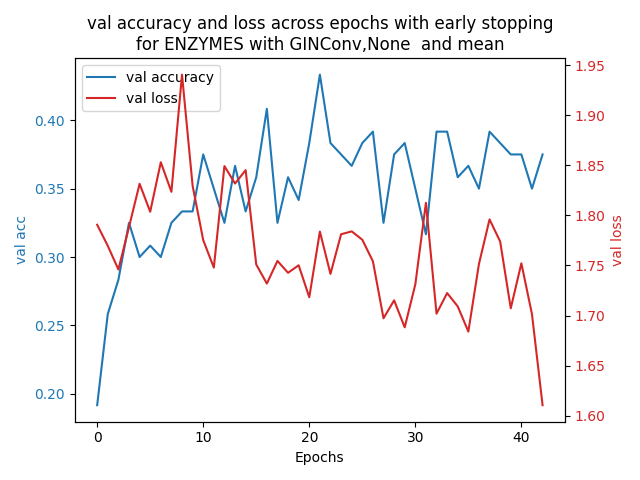 val accuracy and loss across epochs with early stopping
for ENZYMES with GINConv,None  and mean
val accuracy
val loss
0.40
0.35
0.30
0.25
0.20
val acc
1.95
1.90
1.85
1.80
1.75
1.70
1.65
1.60
val loss
0 10 20 30 40
Epochs